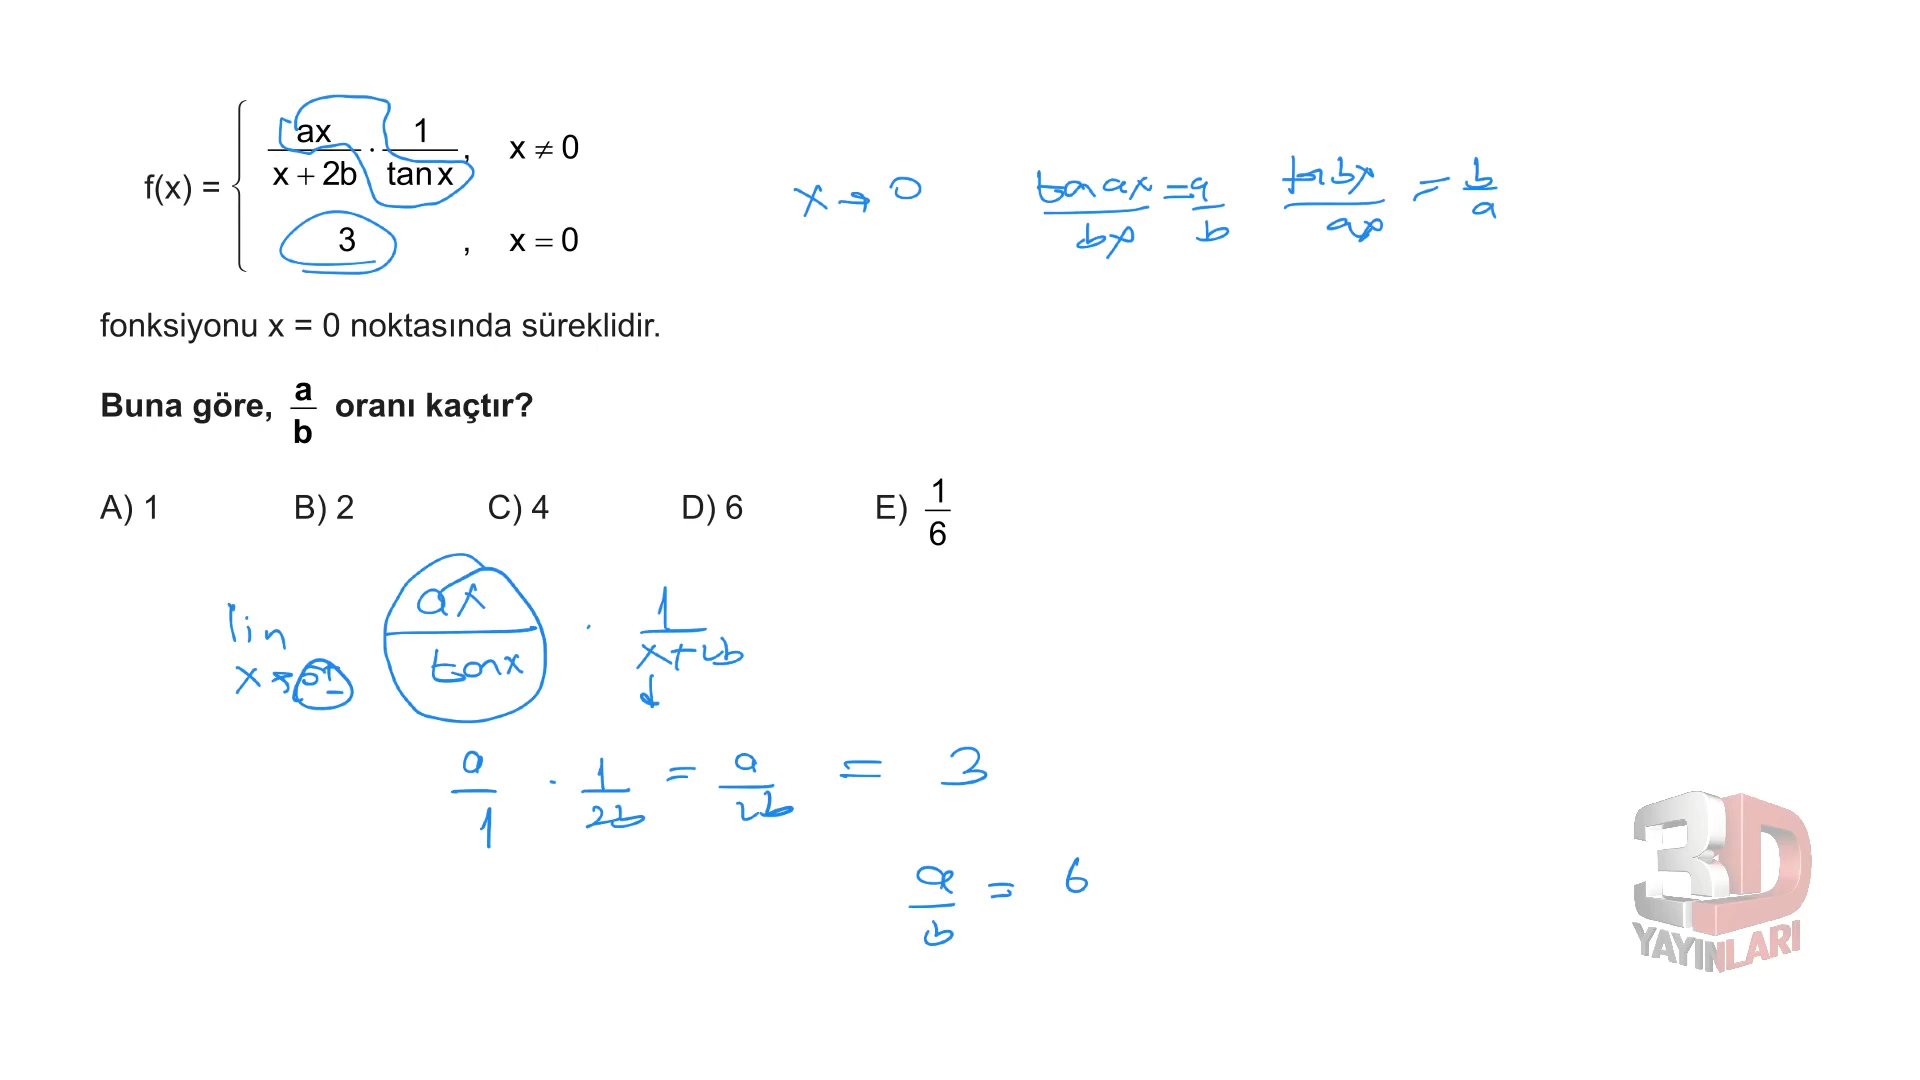 f(x) = { ax / x + 2b · 1 / tan x, x ≠ 0
3 , x = 0
x → 0 tan ax / bx = a / b tan bx / ax = b / a
fonksiyonu x = 0 noktasında süreklidir.
Buna göre, a / b oranı kaçtır?
A) 1 B) 2 C) 4 D) 6 E) 1 / 6
lim x → 0± ax / tan x · 1 / x + 2b
a / 1 · 1 / 2b = a / 2b = 3
a / b = 6
3D
YAYINLARI